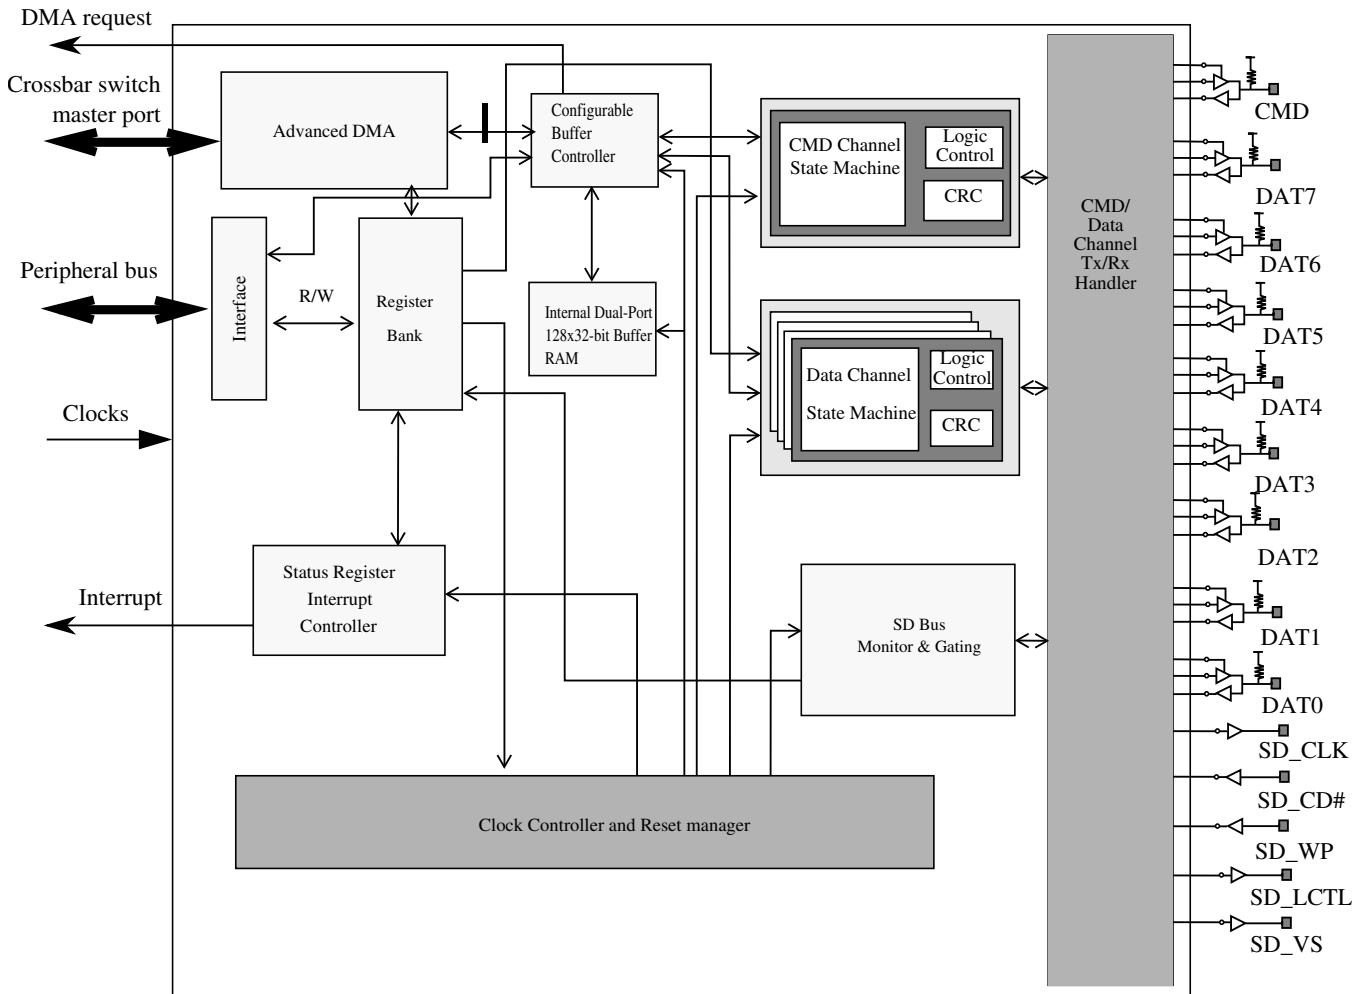 DMA request
Crossbar switch
master port
Peripheral bus
Clocks
Interrupt
Advanced DMA
Configurable
Buffer
Controller
Interface
R/W
Register
Bank
Internal Dual-Port
128x32-bit Buffer
RAM
Status Register
Interrupt
Controller
CMD Channel
State Machine
Logic
Control
CRC
Data Channel
State Machine
Logic
Control
CRC
SD Bus
Monitor & Gating
Clock Controller and Reset manager
CMD/
Data
Channel
Tx/Rx
Handler
CMD
DAT7
DAT6
DAT5
DAT4
DAT3
DAT2
DAT1
DAT0
SD_CLK
SD_CD#
SD_WP
SD_LCTL
SD_VS